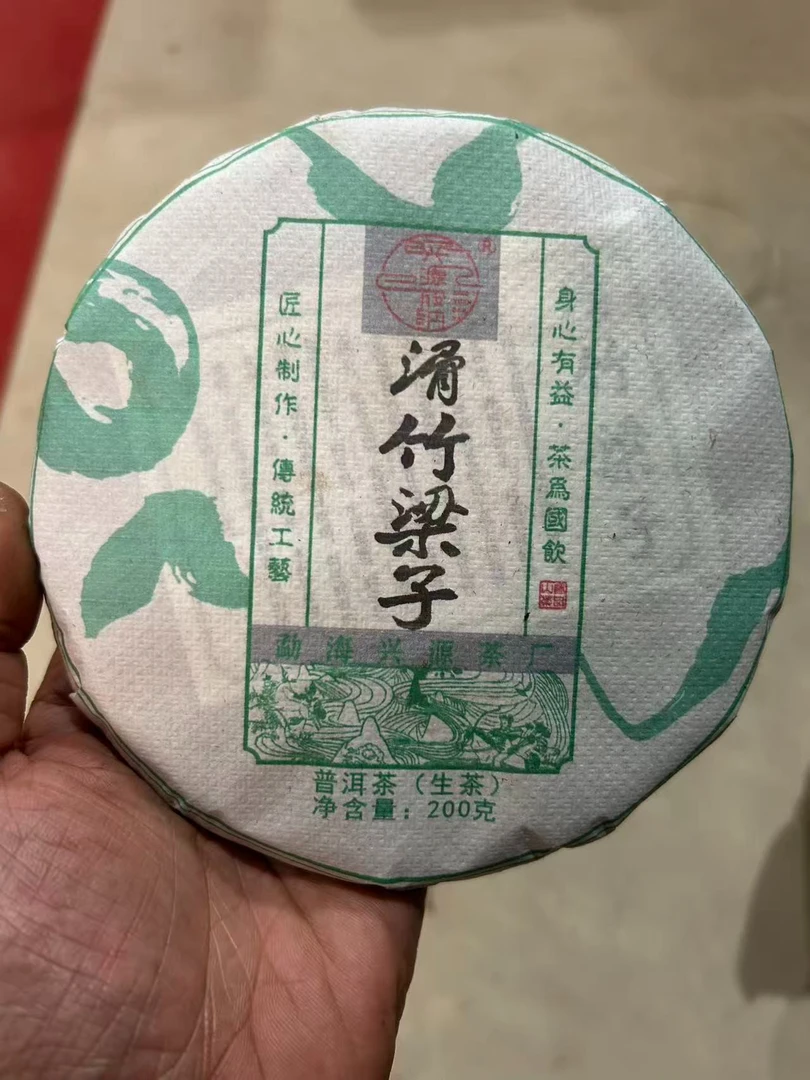 身心有益·茶爲國飲
滑竹梁子
匠心制作·傳統工藝
勐海兴源茶厂
普洱茶（生茶）
净含量：200克